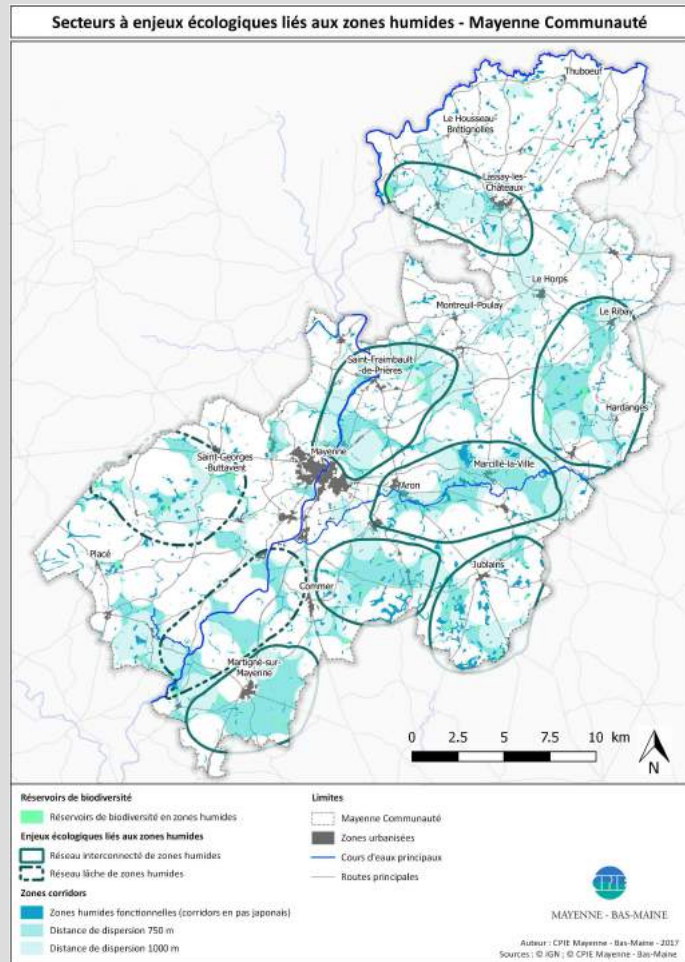 Secteurs à enjeux écologiques liés aux zones humides - Mayenne Communauté
Thuboeuf
Le Housseau-
Brétignolles
Lassay-les-
Châteaux
Le Horps
Montreuil-Poulay
Le Ribay
Saint-Fraimbault
-de-Prières
Hardanges
Mayenne
Saint-Georges
-Buttavent
Marcillé-la-Ville
Aron
Placé
Jublains
Commer
Martigné-sur-
Mayenne
0 2.5 5 7.5 10 km
N
Réservoirs de biodiversité
Réservoirs de biodiversité en zones humides
Enjeux écologiques liés aux zones humides
Réseau interconnecté de zones humides
Réseau lâche de zones humides
Zones corridors
Zones humides fonctionnelles (corridors en pas japonais)
Distance de dispersion 750 m
Distance de dispersion 1000 m
Limites
Mayenne Communauté
Zones urbanisées
Cours d'eaux principaux
Routes principales
CPIE
MAYENNE - BAS-MAINE
Auteur : CPIE Mayenne - Bas-Maine - 2017
Sources : © IGN ; © CPIE Mayenne - Bas-Maine